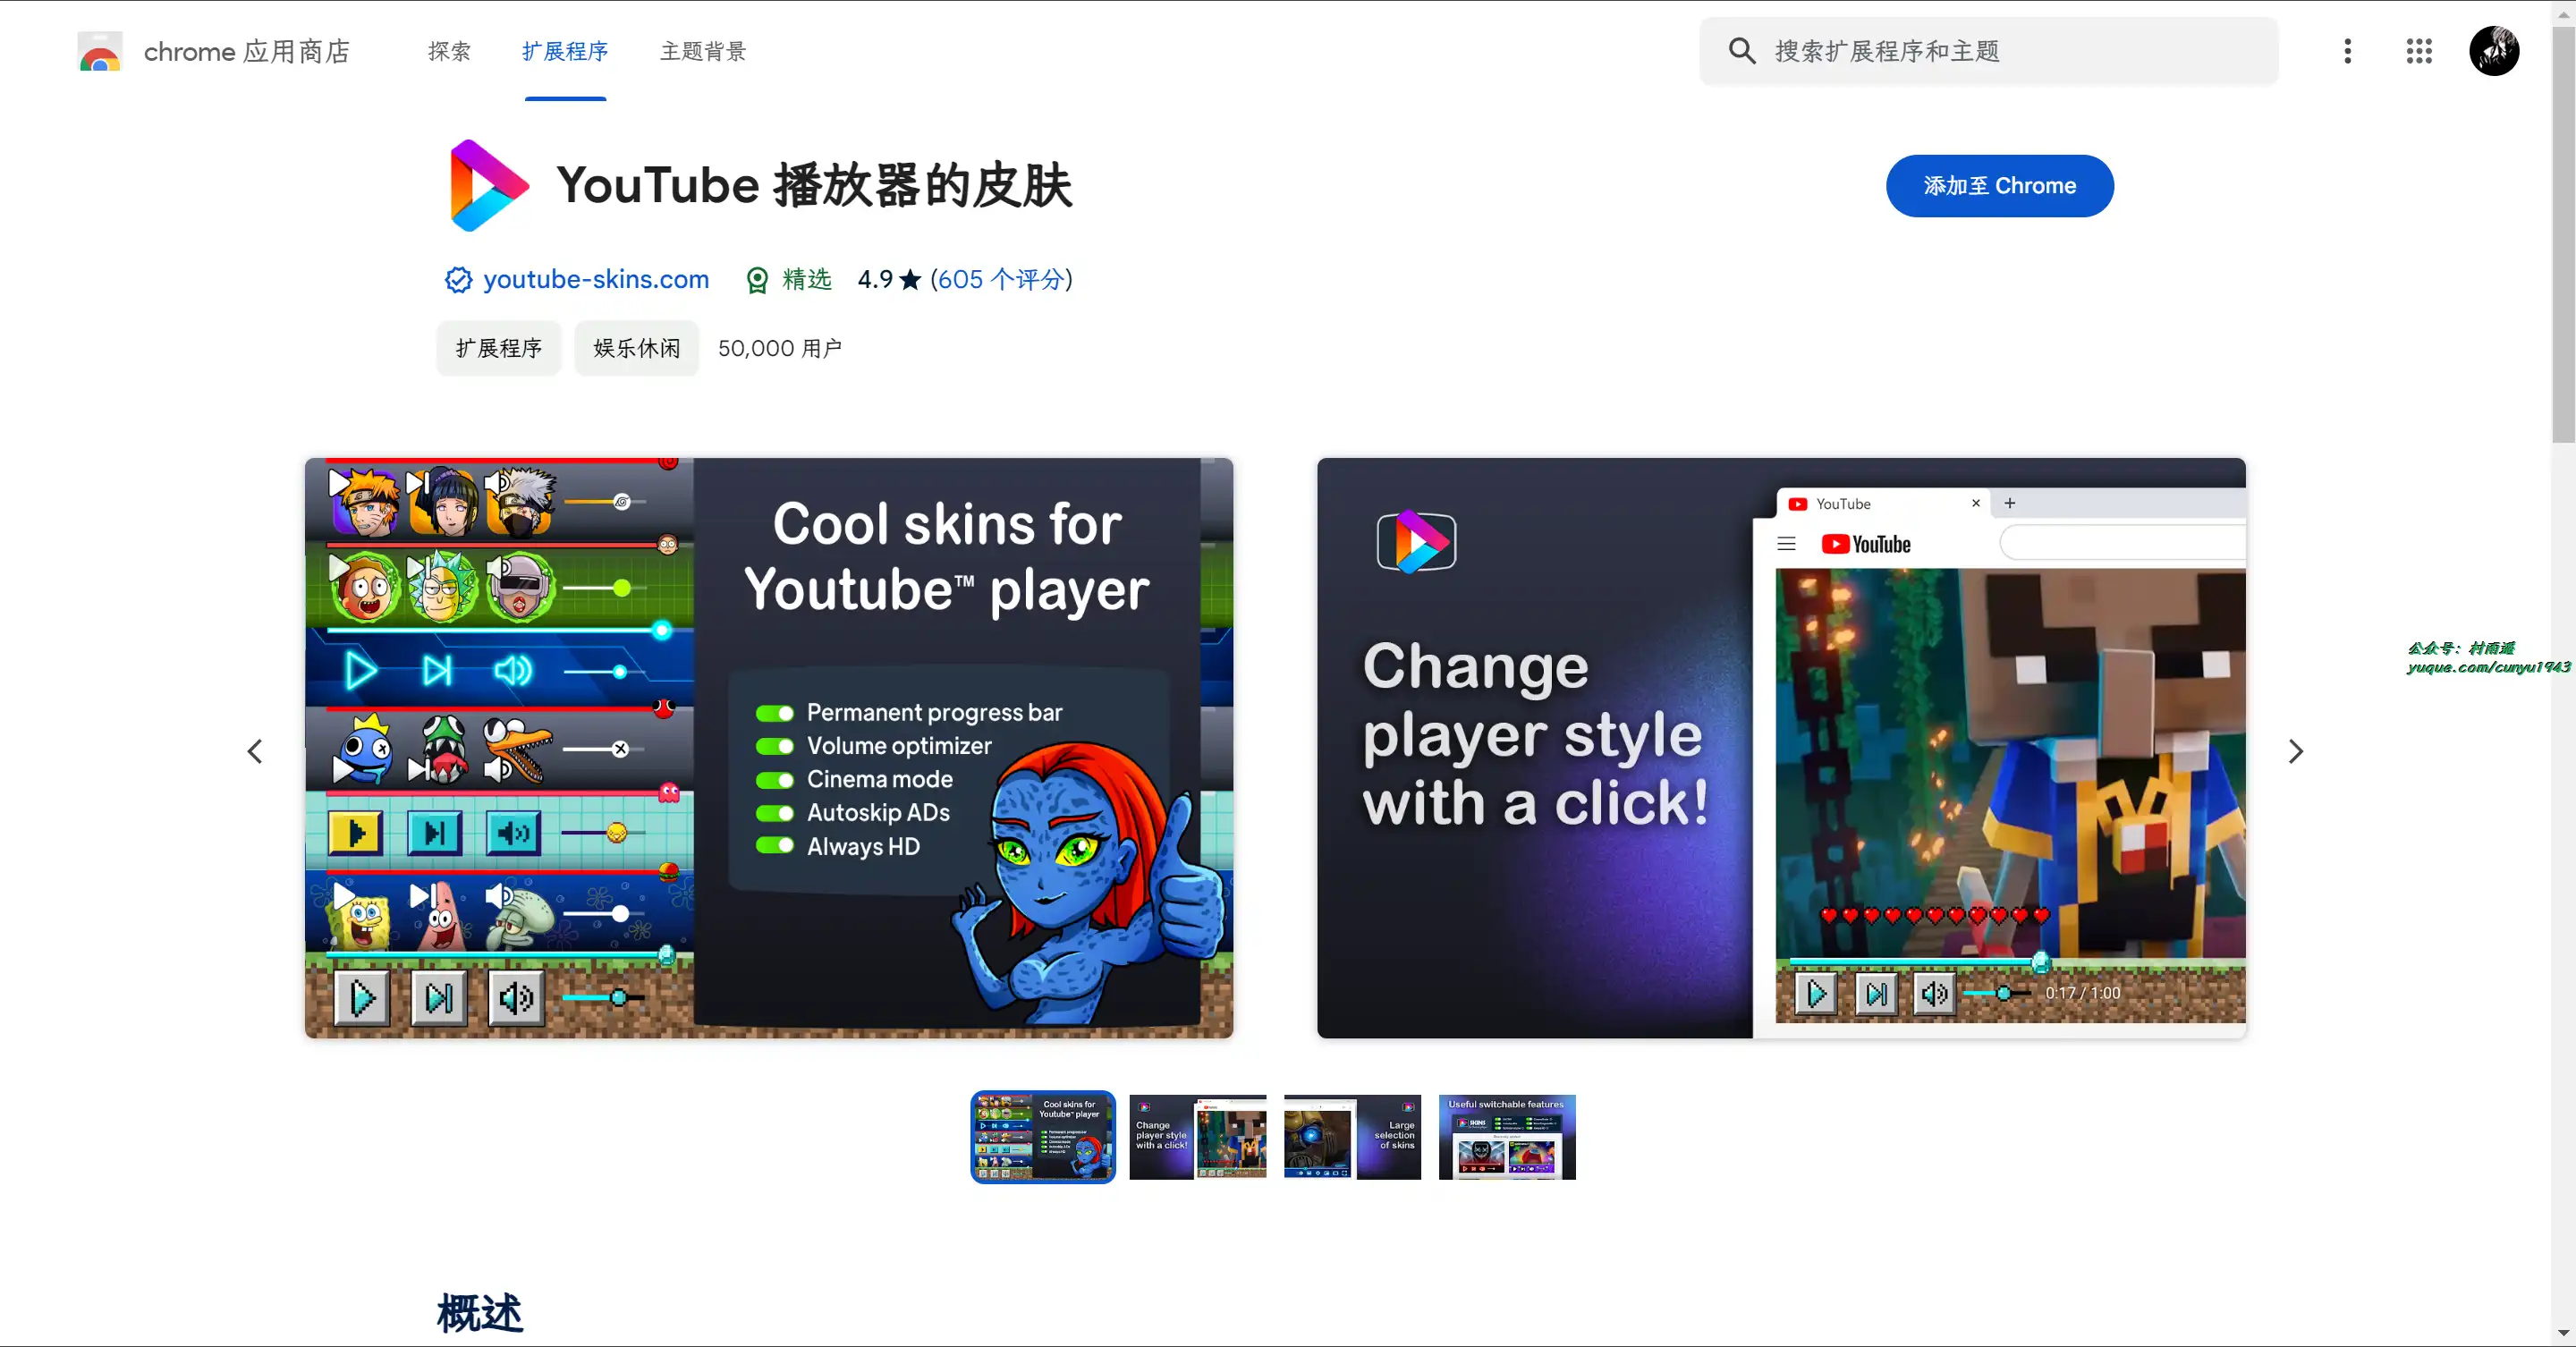 chrome 应用商店
探索
扩展程序
主题背景
搜索扩展程序和主题
YouTube 播放器的皮肤
添加至 Chrome
youtube-skins.com
精选
4.9 ★ (605 个评分)
扩展程序
娱乐休闲
50,000 用户
Cool skins for
Youtube™ player
Permanent progress bar
Volume optimizer
Cinema mode
Autoskip ADs
Always HD
Change
player style
with a click!
YouTube
YouTube
0:17 / 1:00
公众号：村雨遥
yuque.com/cunyu1943
Cool skins for
Youtube™ player
Change
player style
with a click!
Large
selection
of skins
Useful switchable features
SKINS
概述